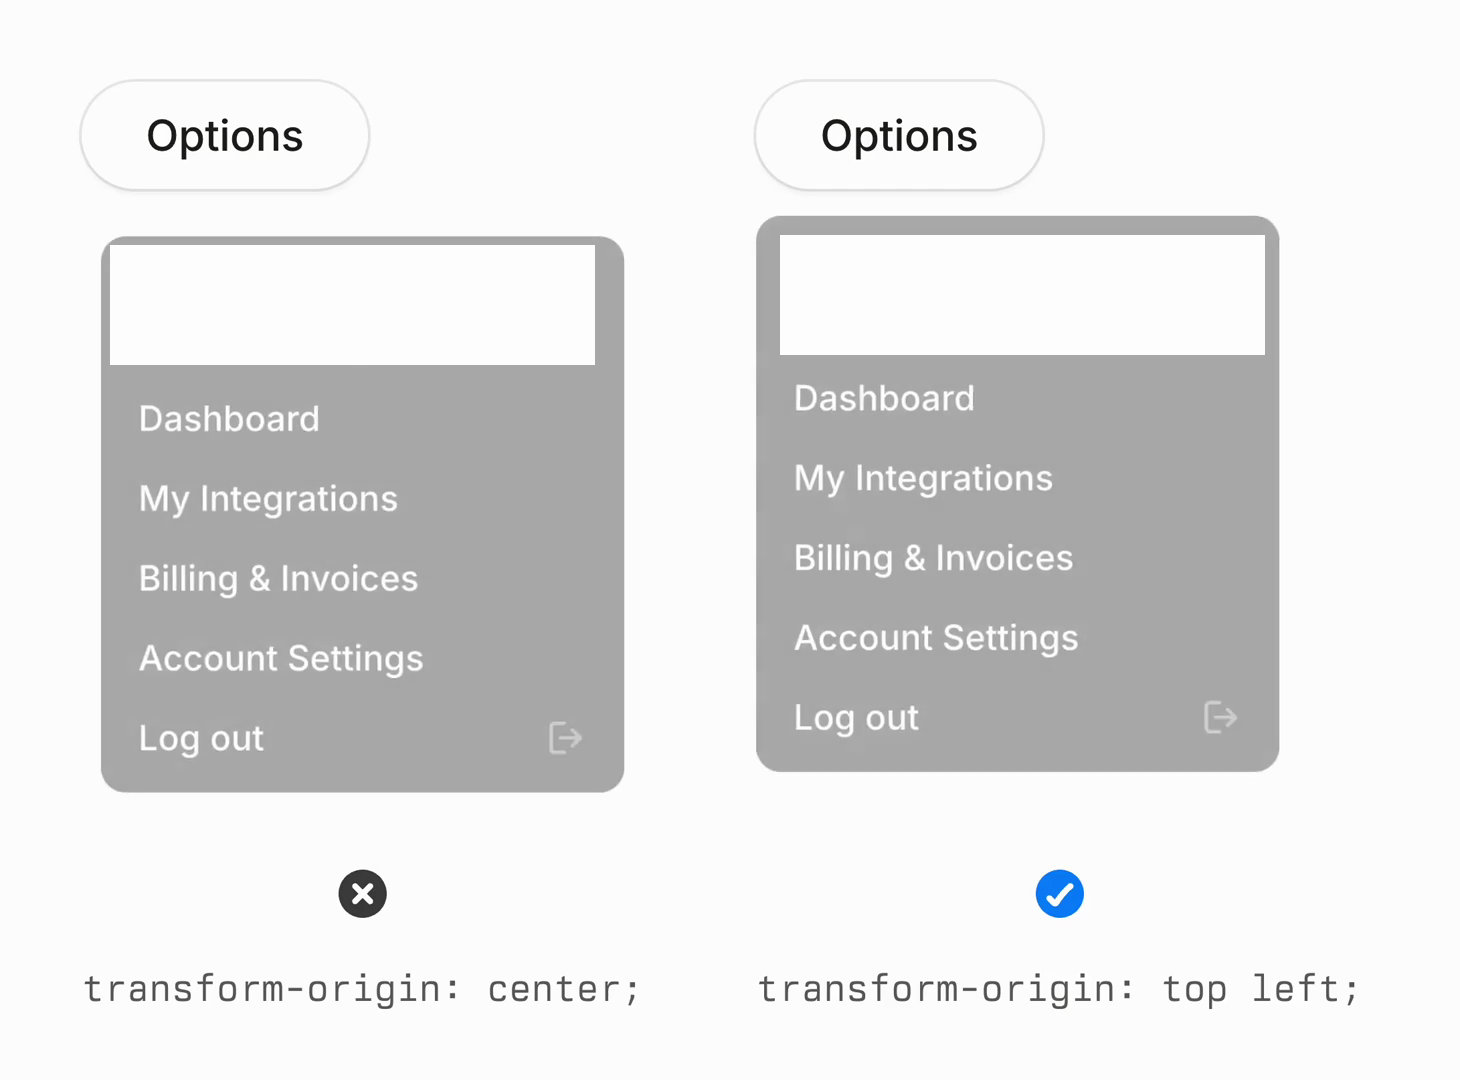 Options
Dashboard
My Integrations
Billing & Invoices
Account Settings
Log out
transform-origin: center;
Options
Dashboard
My Integrations
Billing & Invoices
Account Settings
Log out
transform-origin: top left;